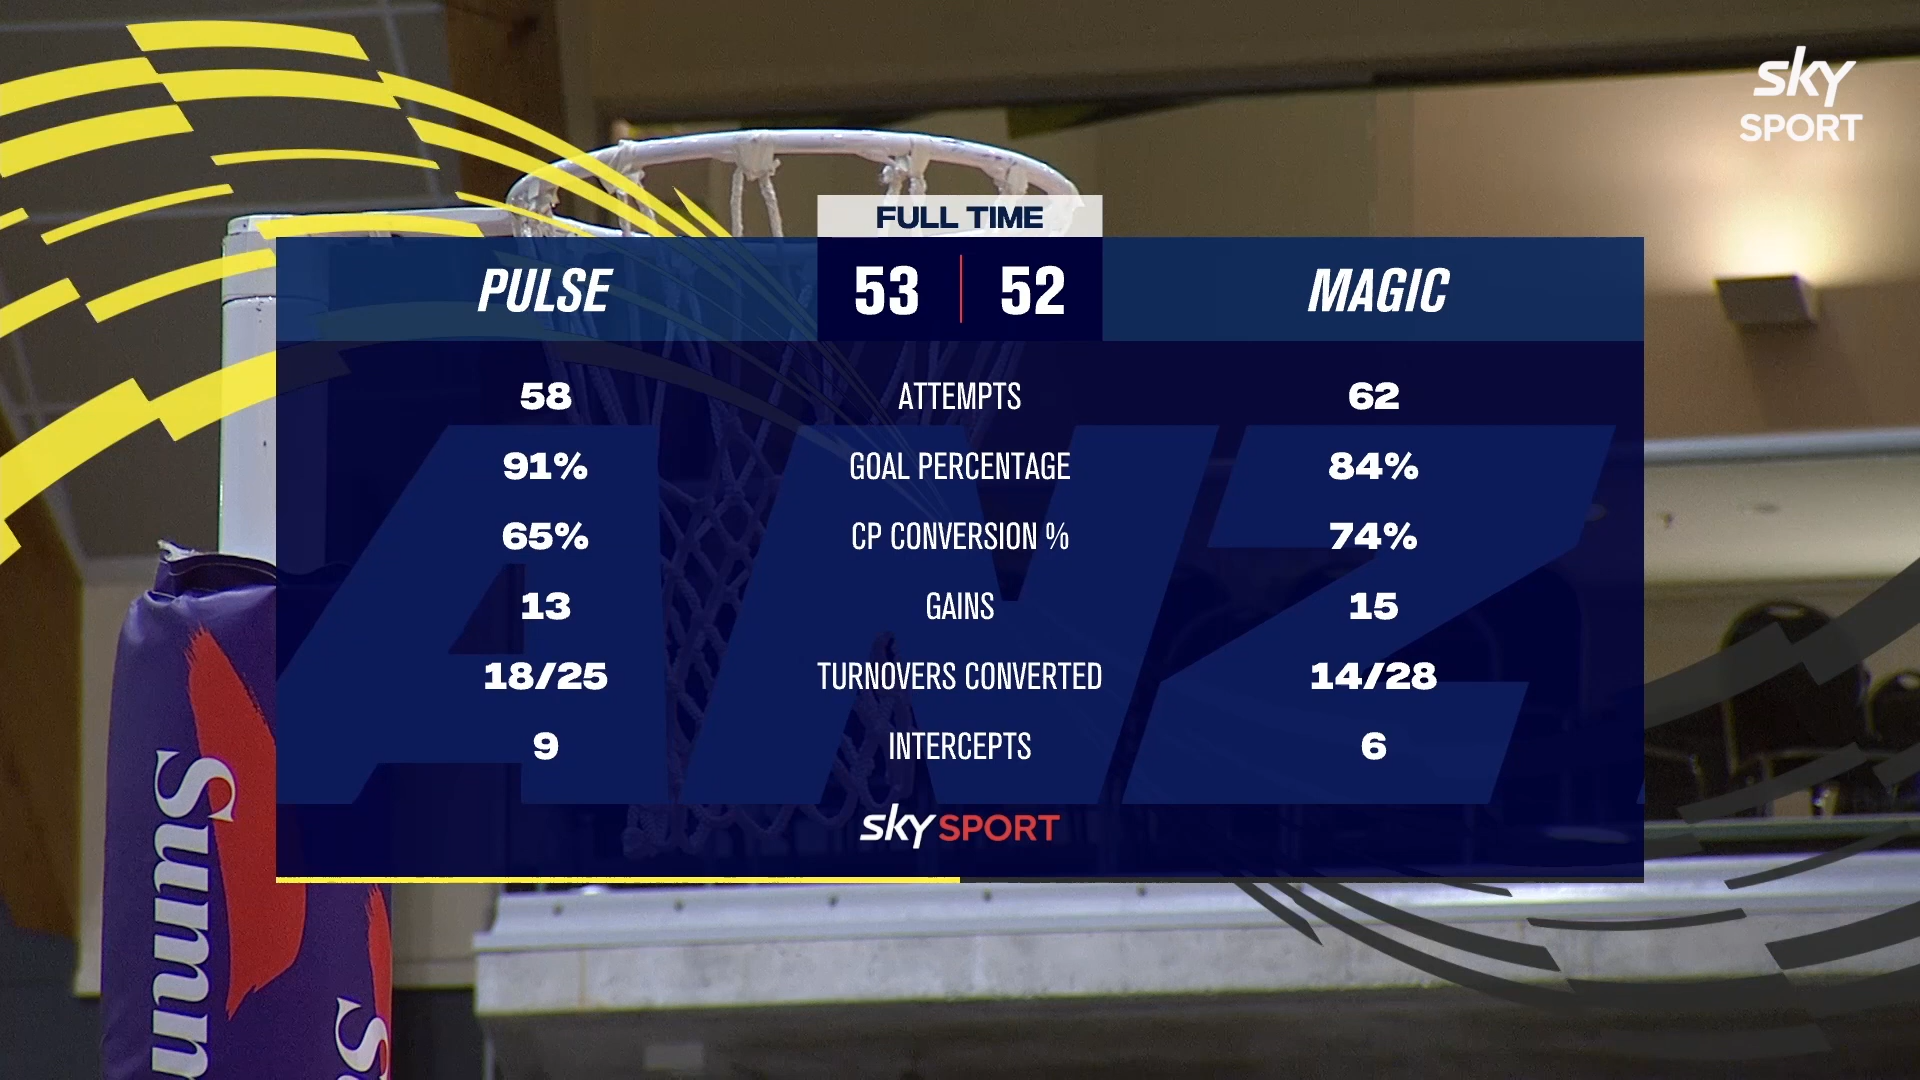 sky
SPORT
FULL TIME
PULSE 53 52 MAGIC
58 ATTEMPTS 62
91% GOAL PERCENTAGE 84%
65% CP CONVERSION % 74%
13 GAINS 15
18/25 TURNOVERS CONVERTED 14/28
9 INTERCEPTS 6
sky SPORT
ANZ
Summ
S